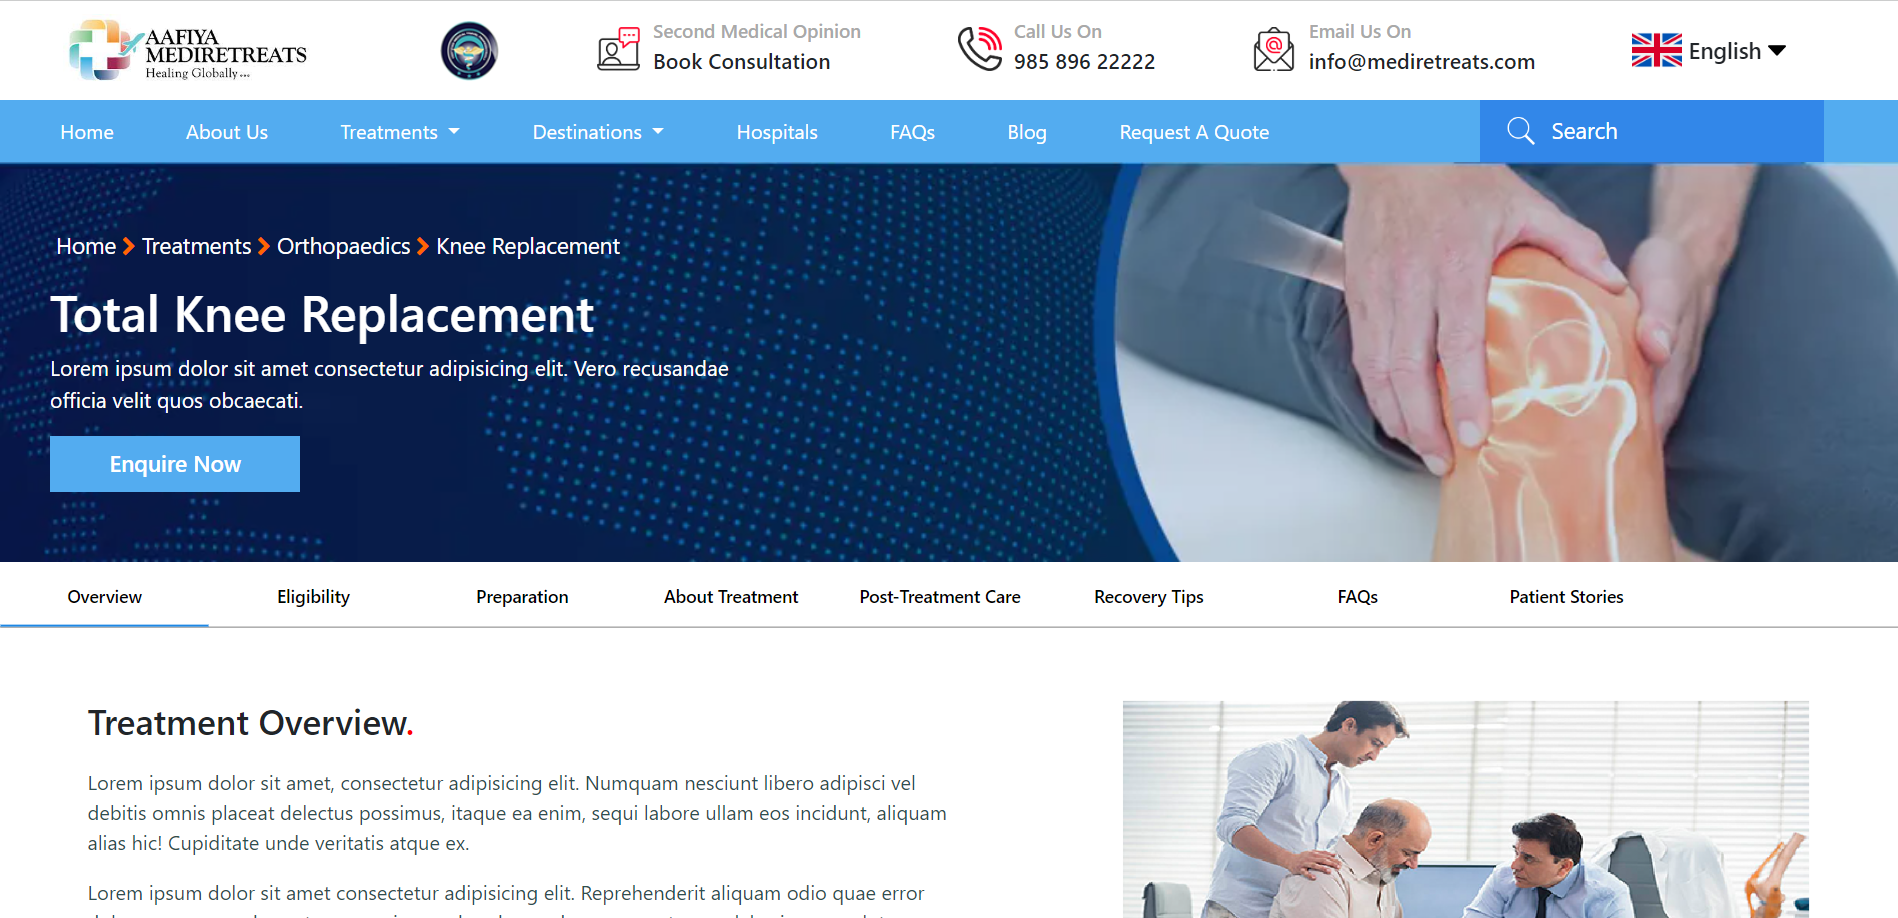 AAFIYA
MEDIRETREATS
Healing Globally...
Second Medical Opinion
Book Consultation
Call Us On
985 896 22222
Email Us On
info@mediretreats.com
English
Home
About Us
Treatments
Destinations
Hospitals
FAQs
Blog
Request A Quote
Search
Home > Treatments > Orthopaedics > Knee Replacement
Total Knee Replacement
Lorem ipsum dolor sit amet consectetur adipisicing elit. Vero recusandae
officia velit quos obcaecati.
Enquire Now
Overview
Eligibility
Preparation
About Treatment
Post-Treatment Care
Recovery Tips
FAQs
Patient Stories
Treatment Overview.
Lorem ipsum dolor sit amet, consectetur adipisicing elit. Numquam nesciunt libero adipisci vel
debitis omnis placeat delectus possimus, itaque ea enim, sequi labore ullam eos incidunt, aliquam
alias hic! Cupiditate unde veritatis atque ex.
Lorem ipsum dolor sit amet consectetur adipisicing elit. Reprehenderit aliquam odio quae error